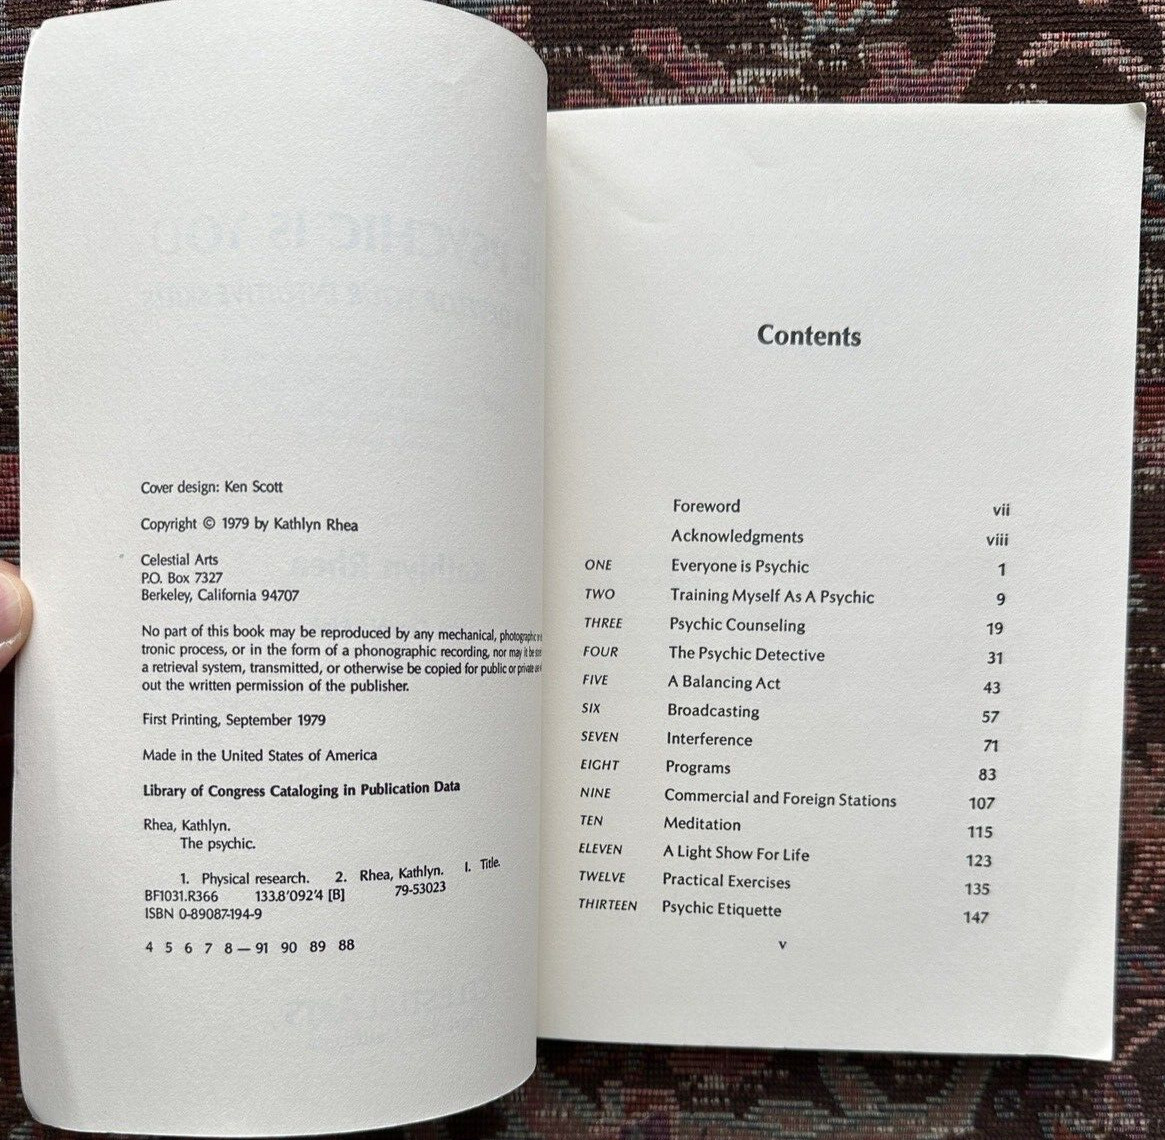 Cover design: Ken Scott
Copyright © 1979 by Kathlyn Rhea
Celestial Arts
P.O. Box 7327
Berkeley, California 94707
No part of this book may be reproduced by any mechanical, photographic
tronic process, or in the form of a phonographic recording, nor may it be
a retrieval system, transmitted, or otherwise be copied for public or private
out the written permission of the publisher.
First Printing, September 1979
Made in the United States of America
Library of Congress Cataloging in Publication Data
Rhea, Kathlyn.
The psychic.
1. Physical research. 2. Rhea, Kathlyn. I. Title.
BF1031.R366 133.8'092'4 [B] 79-53023
ISBN 0-89087-194-9
4 5 6 7 8 — 91 90 89 88
Contents
Foreword vii
Acknowledgments viii
ONE Everyone is Psychic 1
TWO Training Myself As A Psychic 9
THREE Psychic Counseling 19
FOUR The Psychic Detective 31
FIVE A Balancing Act 43
SIX Broadcasting 57
SEVEN Interference 71
EIGHT Programs 83
NINE Commercial and Foreign Stations 107
TEN Meditation 115
ELEVEN A Light Show For Life 123
TWELVE Practical Exercises 135
THIRTEEN Psychic Etiquette 147
v